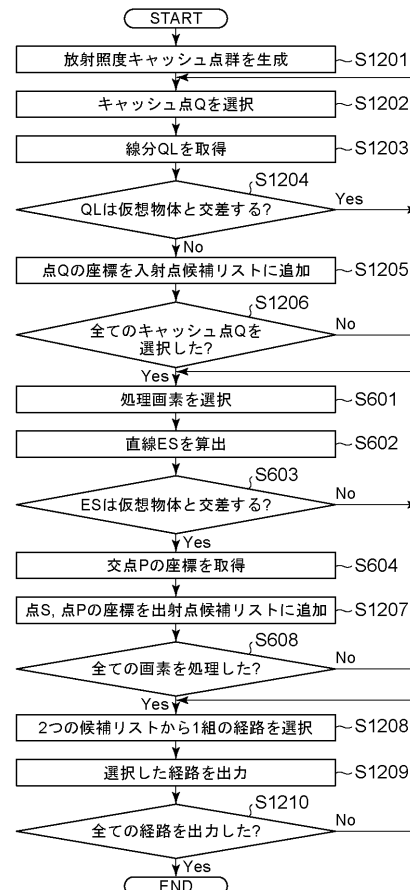 START
放射照度キャッシュ点群を生成 S1201
キャッシュ点Qを選択 S1202
線分QLを取得 S1203
S1204
QLは仮想物体と交差する? Yes
No
点Qの座標を入射点候補リストに追加 S1205
S1206
全てのキャッシュ点Qを
選択した?
No
Yes
処理画素を選択 S601
直線ESを算出 S602
S603
ESは仮想物体と交差する? No
Yes
交点Pの座標を取得 S604
点S, 点Pの座標を出射点候補リストに追加 S1207
S608
全ての画素を処理した? No
Yes
2つの候補リストから1組の経路を選択 S1208
選択した経路を出力 S1209
S1210
全ての経路を出力した? No
Yes
END